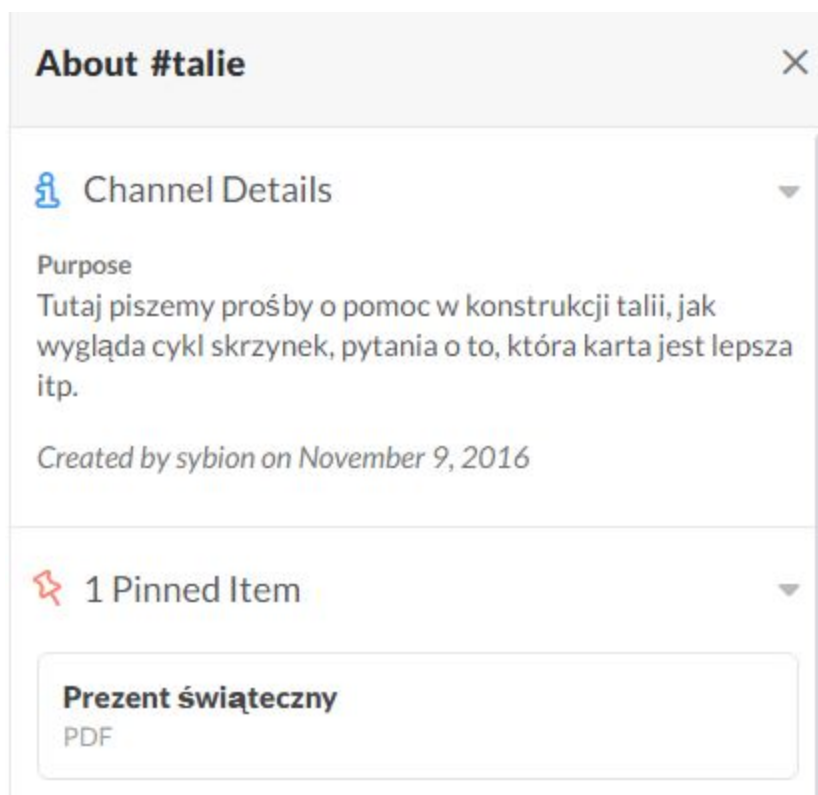 About #talie
Channel Details
Purpose
Tutaj piszemy prośby o pomoc w konstrukcji talii, jak
wygląda cykl skrzynek, pytania o to, która karta jest lepsza
itp.
Created by sybion on November 9, 2016
1 Pinned Item
Prezent świąteczny
PDF